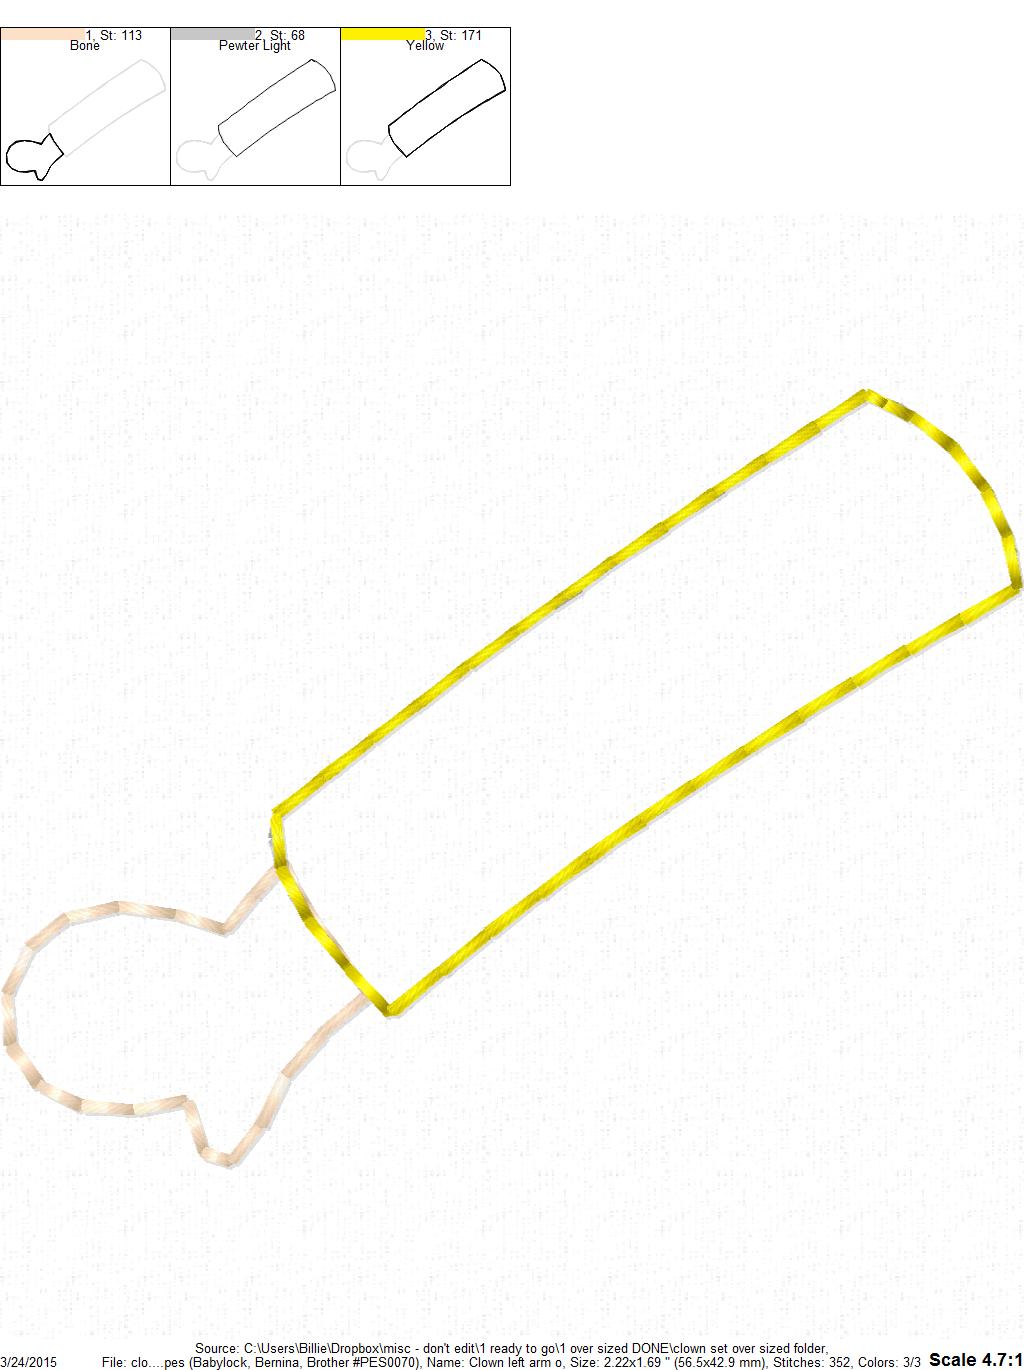 1, St: 113
Bone
2, St: 68
Pewter Light
3, St: 171
Yellow
Source: C:\Users\Billie\Dropbox\misc - don't edit\1 ready to go\1 over sized DONE\clown set over sized folder,
3/24/2015 File: clo....pes (Babylock, Bernina, Brother #PES0070), Name: Clown left arm o, Size: 2.22x1.69 " (56.5x42.9 mm), Stitches: 352, Colors: 3/3 Scale 4.7:1